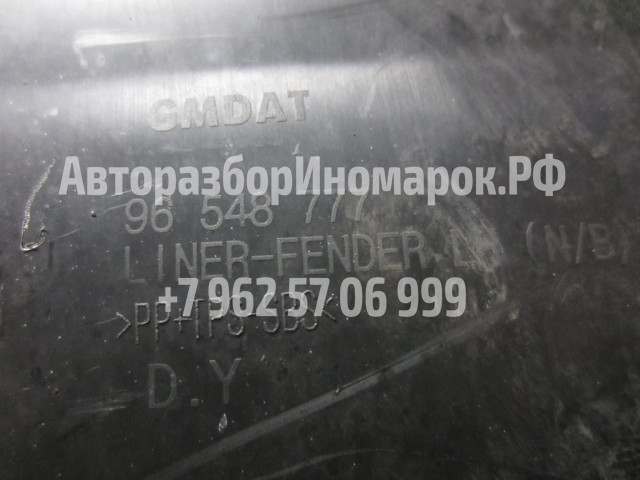 GMDAT
АвторазборИномарок.РФ
96 548 777
LINER-FENDER, (N/B)
+7 962 57 06 999
D.Y